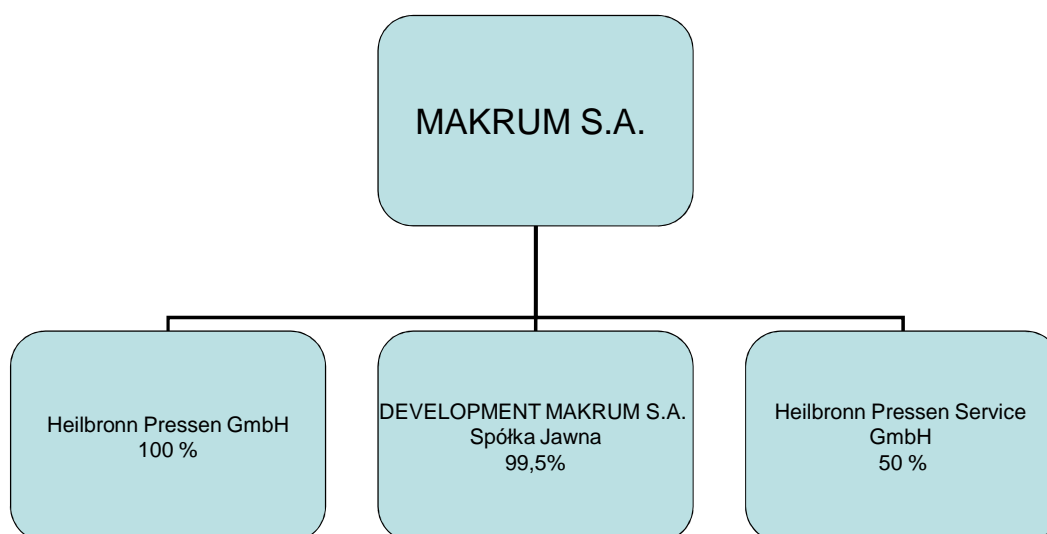 MAKRUM S.A.
Heilbronn Pressen GmbH
100 %
DEVELOPMENT MAKRUM S.A.
Spółka Jawna
99,5%
Heilbronn Pressen Service
GmbH
50 %